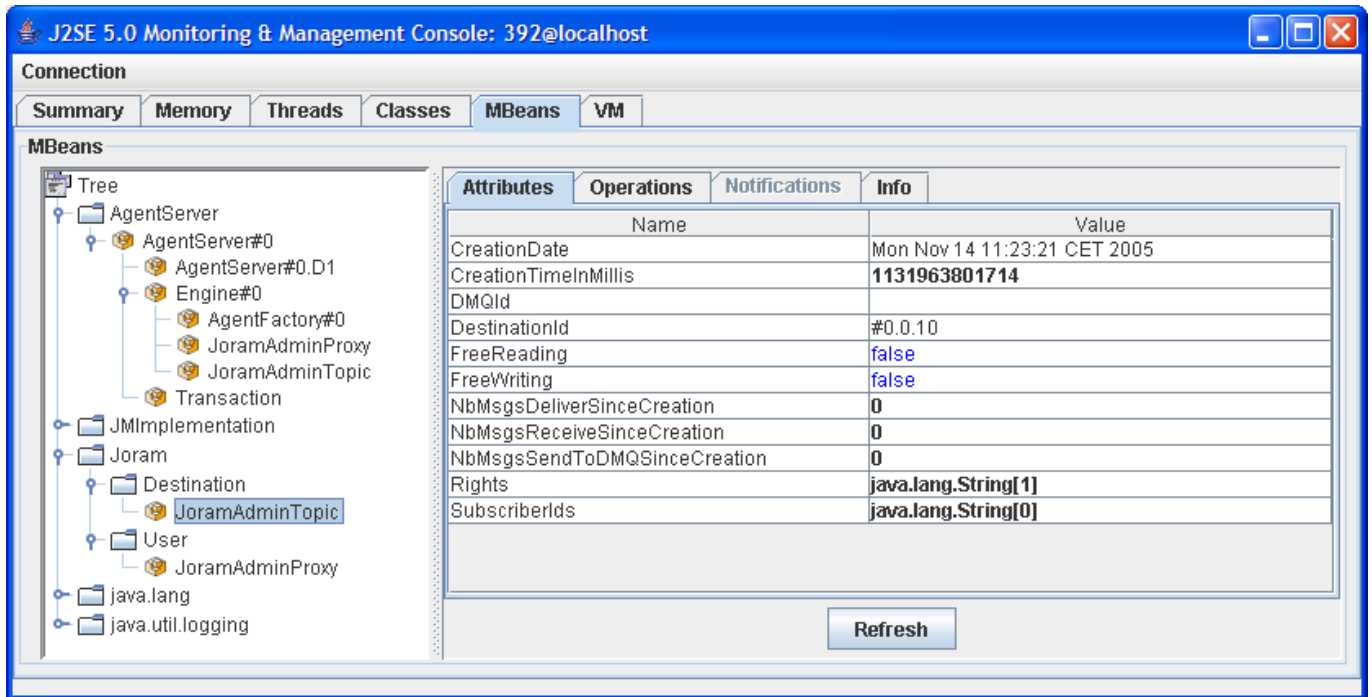 J2SE 5.0 Monitoring & Management Console: 392@localhost
Connection
Summary Memory Threads Classes MBeans VM
MBeans
Tree
AgentServer
AgentServer#0
AgentServer#0.D1
Engine#0
AgentFactory#0
JoramAdminProxy
JoramAdminTopic
Transaction
JMImplementation
Joram
Destination
JoramAdminTopic
User
JoramAdminProxy
java.lang
java.util.logging
Attributes Operations Notifications Info
Name Value
CreationDate Mon Nov 14 11:23:21 CET 2005
CreationTimeInMillis 1131963801714
DMQId
DestinationId #0.0.10
FreeReading false
FreeWriting false
NbMsgsDeliverSinceCreation 0
NbMsgsReceiveSinceCreation 0
NbMsgsSendToDMQSinceCreation 0
Rights java.lang.String[1]
SubscriberIds java.lang.String[0]
Refresh